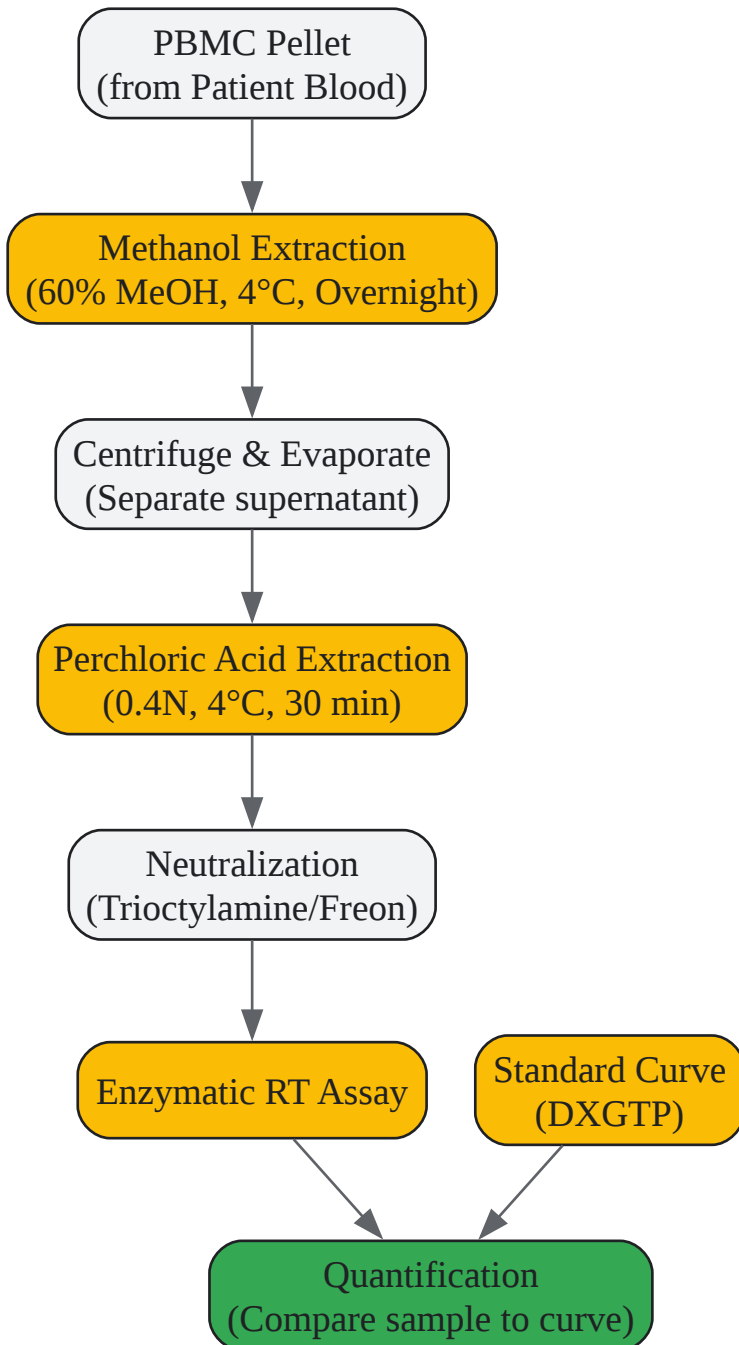 PBMC Pellet
(from Patient Blood)
Methanol Extraction
(60% MeOH, 4°C, Overnight)
Centrifuge & Evaporate
(Separate supernatant)
Perchloric Acid Extraction
(0.4N, 4°C, 30 min)
Neutralization
(Trioctylamine/Freon)
Enzymatic RT Assay
Standard Curve
(DXGTP)
Quantification
(Compare sample to curve)